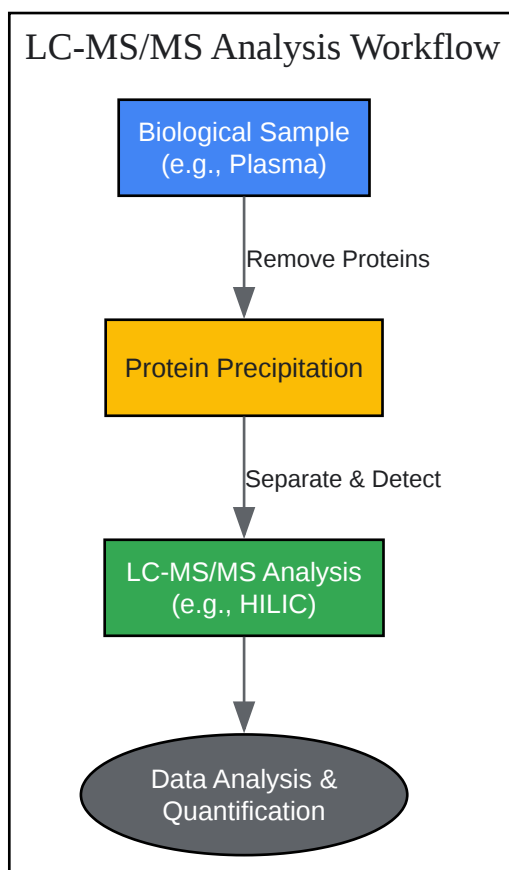 LC-MS/MS Analysis Workflow
Biological Sample
(e.g., Plasma)
Remove Proteins
Protein Precipitation
Separate & Detect
LC-MS/MS Analysis
(e.g., HILIC)
Data Analysis &
Quantification